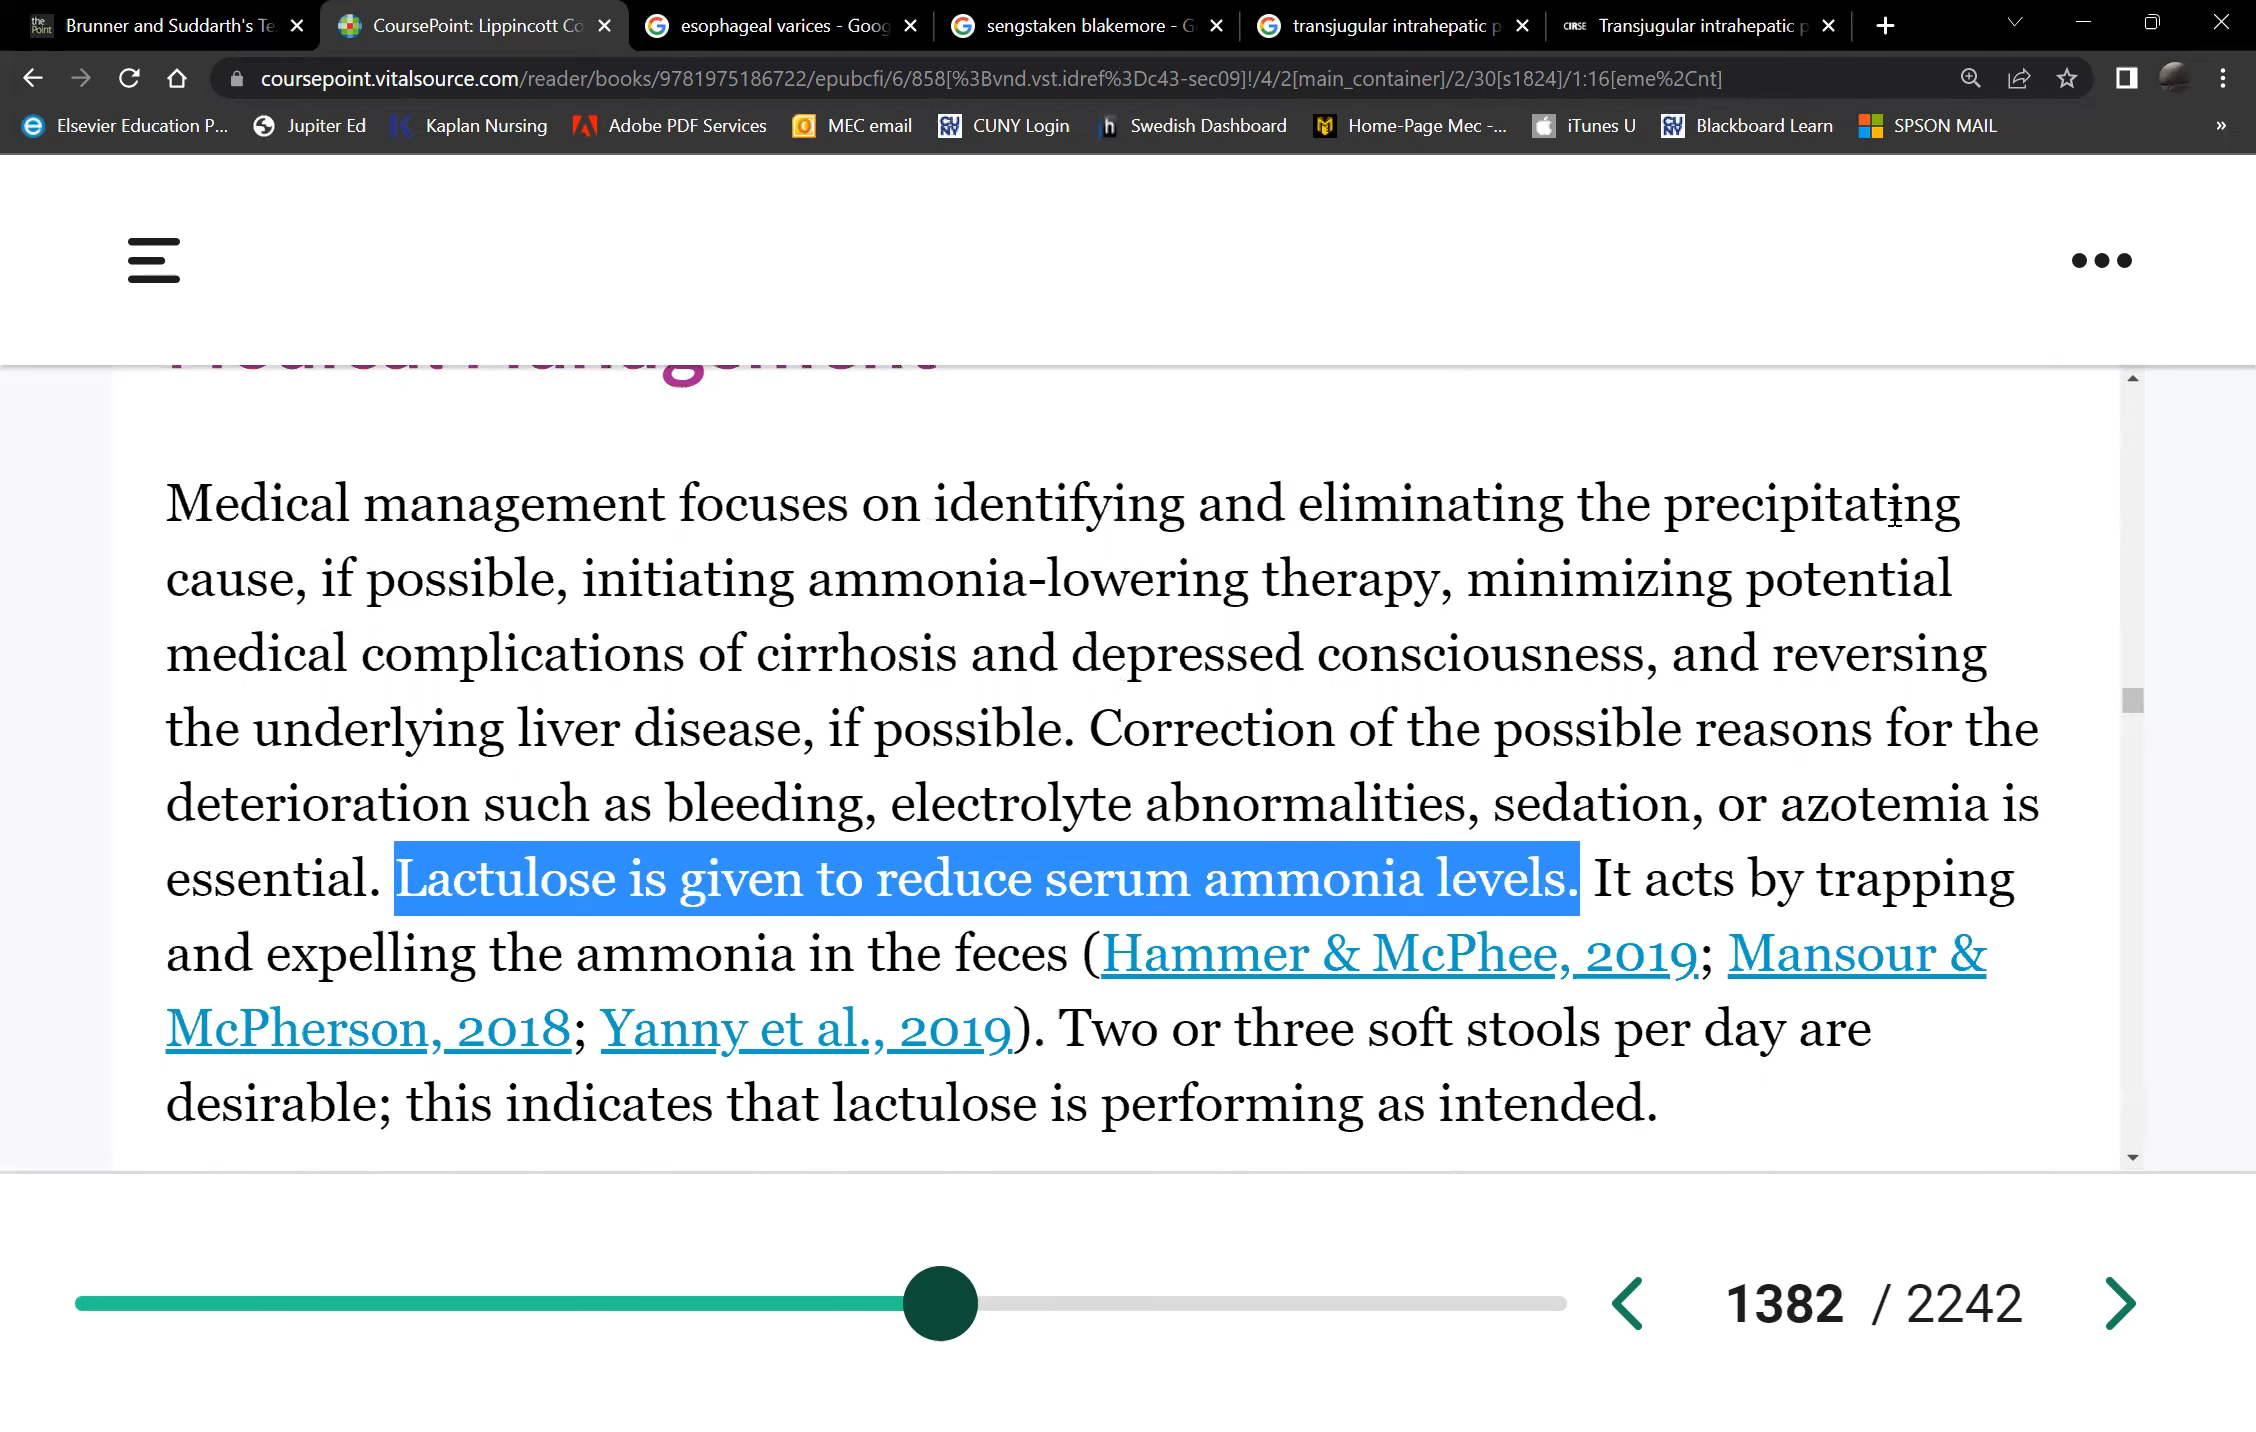 the Point Brunner and Suddarth's Te CoursePoint: Lippincott Co esophageal varices - Goog sengstaken blakemore - G transjugular intrahepatic p CIRSE Transjugular intrahepatic p
coursepoint.vitalsource.com/reader/books/9781975186722/epubcfi/6/858[%3Bvnd.vst.idref%3Dc43-sec09]!/4/2[main_container]/2/30[s1824]/1:16[eme%2Cnt]
Elsevier Education P... Jupiter Ed Kaplan Nursing Adobe PDF Services MEC email CUNY Login Swedish Dashboard Home-Page Mec -... iTunes U Blackboard Learn SPSON MAIL »
Medical Management
Medical management focuses on identifying and eliminating the precipitating
cause, if possible, initiating ammonia-lowering therapy, minimizing potential
medical complications of cirrhosis and depressed consciousness, and reversing
the underlying liver disease, if possible. Correction of the possible reasons for the
deterioration such as bleeding, electrolyte abnormalities, sedation, or azotemia is
essential. Lactulose is given to reduce serum ammonia levels. It acts by trapping
and expelling the ammonia in the feces (Hammer & McPhee, 2019; Mansour &
McPherson, 2018; Yanny et al., 2019). Two or three soft stools per day are
desirable; this indicates that lactulose is performing as intended.
1382 / 2242